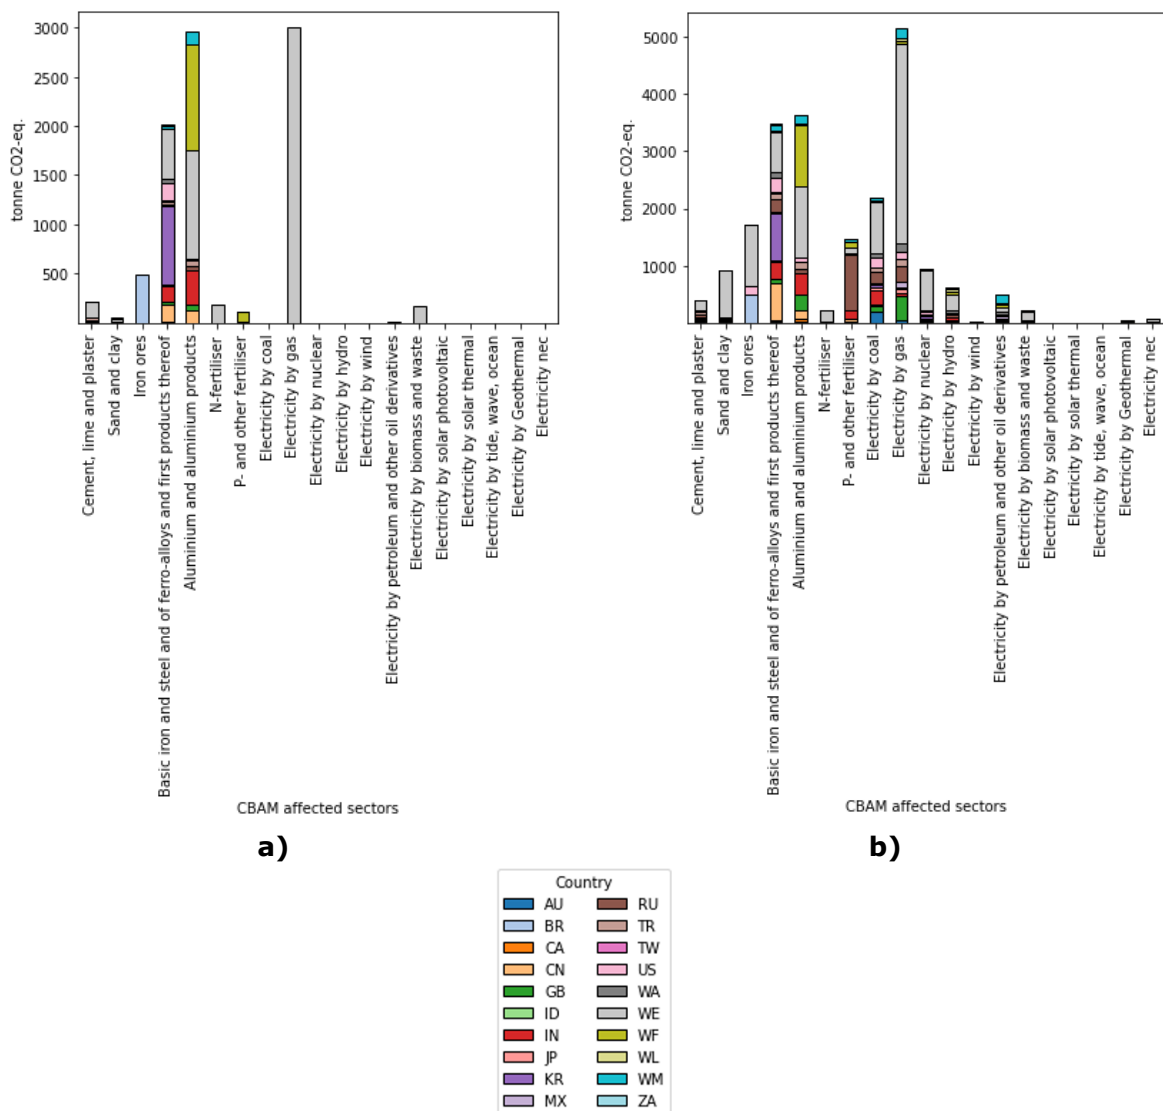 3000
2500
2000
1500
1000
500
tonne CO2-eq.
Cement, lime and plaster
Sand and clay
Iron ores
Basic iron and steel and of ferro-alloys and first products thereof
Aluminium and aluminium products
N-fertiliser
P- and other fertiliser
Electricity by coal
Electricity by gas
Electricity by nuclear
Electricity by hydro
Electricity by wind
Electricity by petroleum and other oil derivatives
Electricity by biomass and waste
Electricity by solar photovoltaic
Electricity by solar thermal
Electricity by tide, wave, ocean
Electricity by Geothermal
Electricity nec
CBAM affected sectors
a)
5000
4000
3000
2000
1000
tonne CO2-eq.
Cement, lime and plaster
Sand and clay
Iron ores
Basic iron and steel and of ferro-alloys and first products thereof
Aluminium and aluminium products
N-fertiliser
P- and other fertiliser
Electricity by coal
Electricity by gas
Electricity by nuclear
Electricity by hydro
Electricity by wind
Electricity by petroleum and other oil derivatives
Electricity by biomass and waste
Electricity by solar photovoltaic
Electricity by solar thermal
Electricity by tide, wave, ocean
Electricity by Geothermal
Electricity nec
CBAM affected sectors
b)
Country
AU
BR
CA
CN
GB
ID
IN
JP
KR
MX
RU
TR
TW
US
WA
WE
WF
WL
WM
ZA